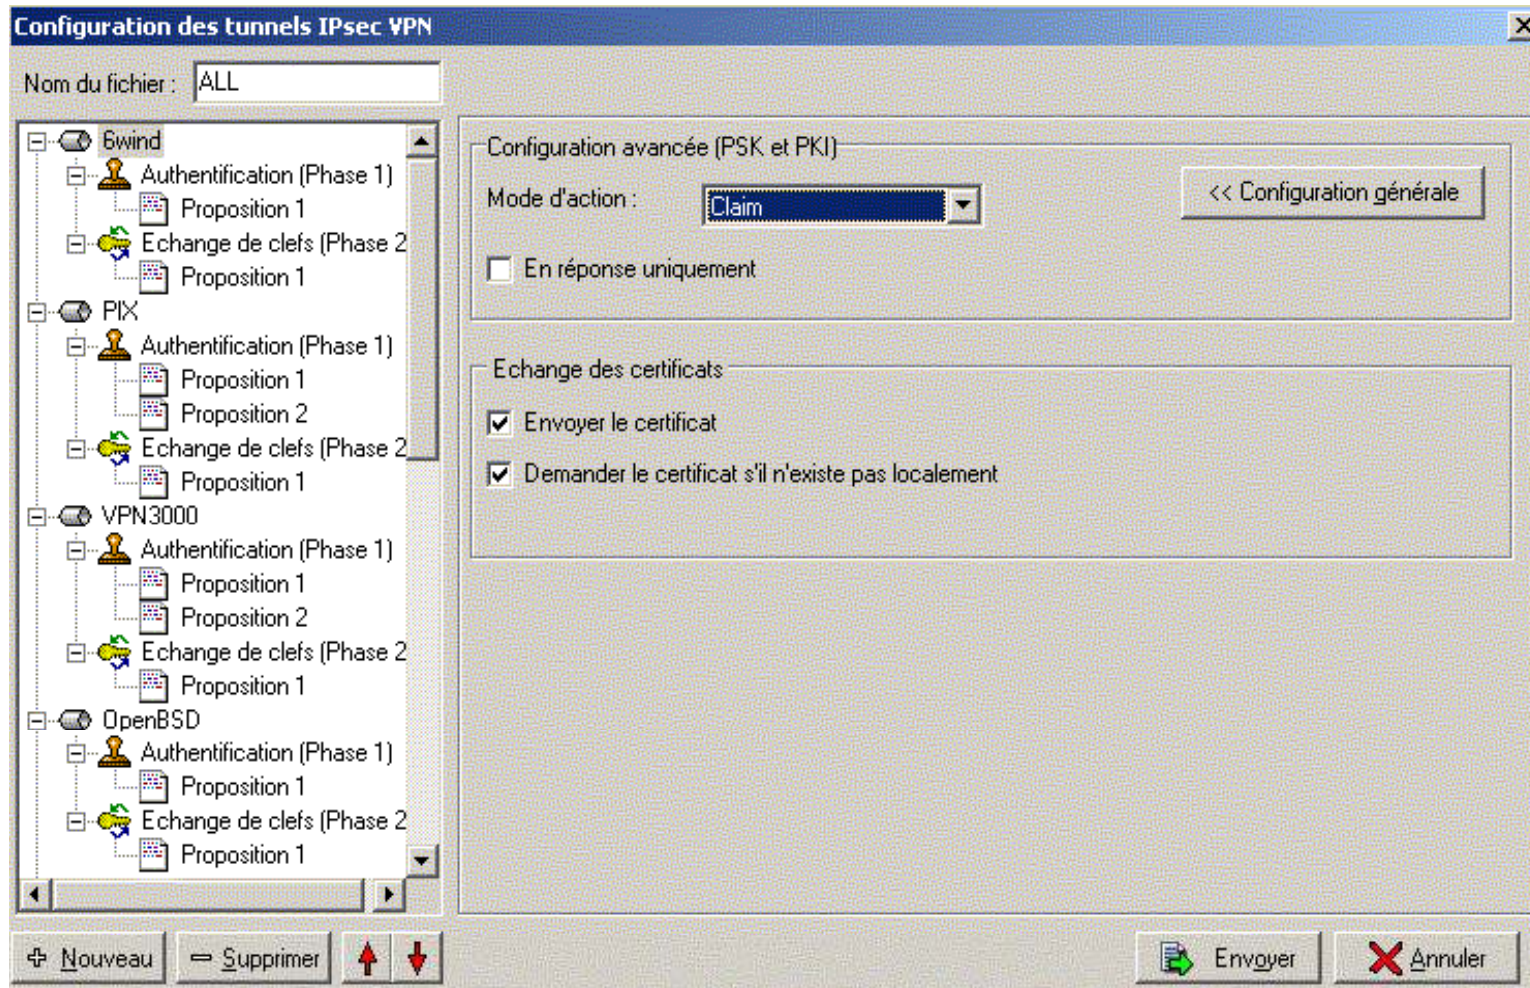 Configuration des tunnels IPsec VPN
Nom du fichier : ALL
6wind
Authentification (Phase 1)
Proposition 1
Echange de clefs (Phase 2
Proposition 1
PIX
Authentification (Phase 1)
Proposition 1
Proposition 2
Echange de clefs (Phase 2
Proposition 1
VPN3000
Authentification (Phase 1)
Proposition 1
Proposition 2
Echange de clefs (Phase 2
Proposition 1
OpenBSD
Authentification (Phase 1)
Proposition 1
Echange de clefs (Phase 2
Proposition 1
Configuration avancée (PSK et PKI)
Mode d'action : Claim
<< Configuration générale
En réponse uniquement
Echange des certificats
Envoyer le certificat
Demander le certificat s'il n'existe pas localement
Nouveau
Supprimer
Envoyer
Annuler